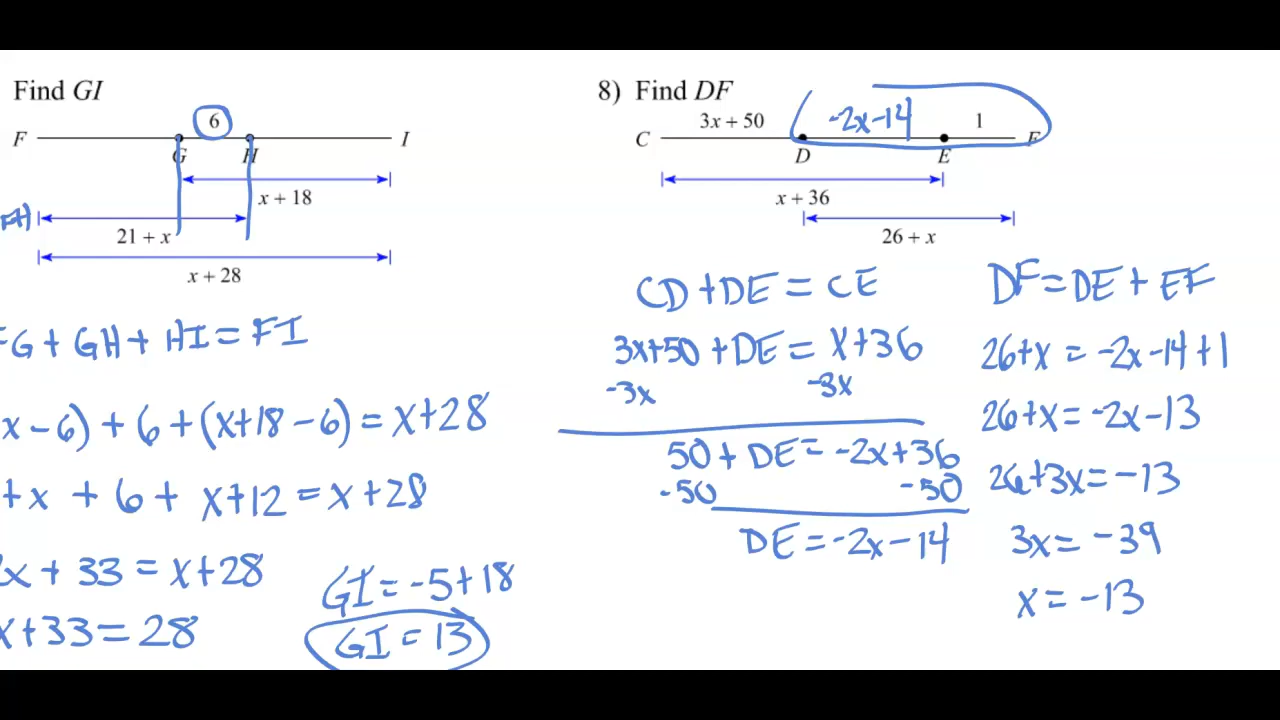 Find GI
6
F
I
G
H
x + 18
21 + x
x + 28
G + GH + HI = FI
x - 6) + 6 + (x+18 - 6) = x+28
+ x + 6 + x+12 = x+28
x + 33 = x+28
x+33 = 28
GI = -5+18
GI = 13
8) Find DF
3x + 50
-2x-14
1
C
D
E
F
x + 36
26 + x
CD + DE = CE
3x+50 + DE = x+36
-3x -3x
50 + DE = -2x+36
-50 -50
DE = -2x - 14
DF = DE + EF
26+x = -2x-14+1
26+x = -2x-13
26+3x = -13
3x = -39
x = -13